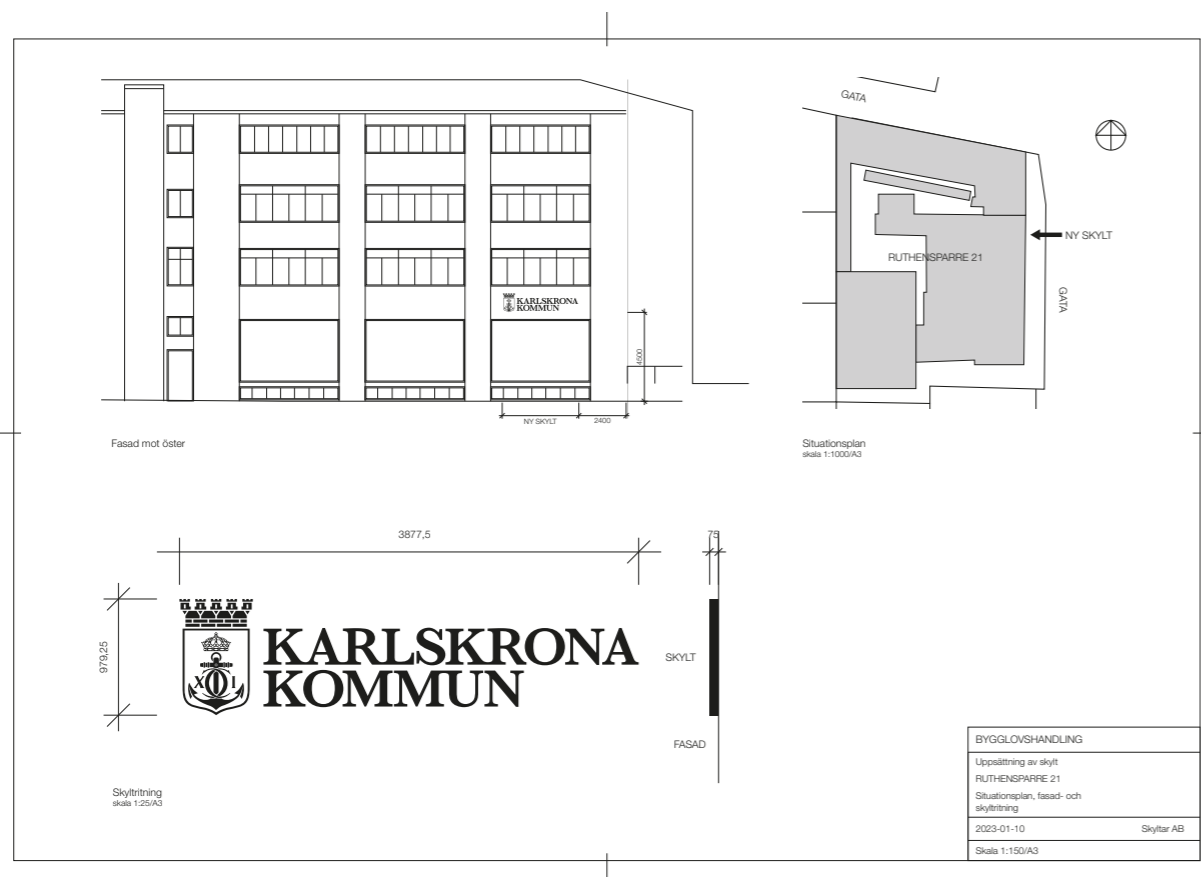 GATA
NY SKYLT
RUTHENSPARRE 21
GATA
KARLSKRONA
KOMMUN
4500
NY SKYLT
2400
Fasad mot öster
Situationsplan
skala 1:1000/A3
3877,5
75
979,25
X I
KARLSKRONA
KOMMUN
SKYLT
FASAD
Skyltritning
skala 1:25/A3
BYGGLOVSHANDLING
Uppsättning av skylt
RUTHENSPARRE 21
Situationsplan, fasad- och
skyltritning
2023-01-10 Skyltar AB
Skala 1:150/A3